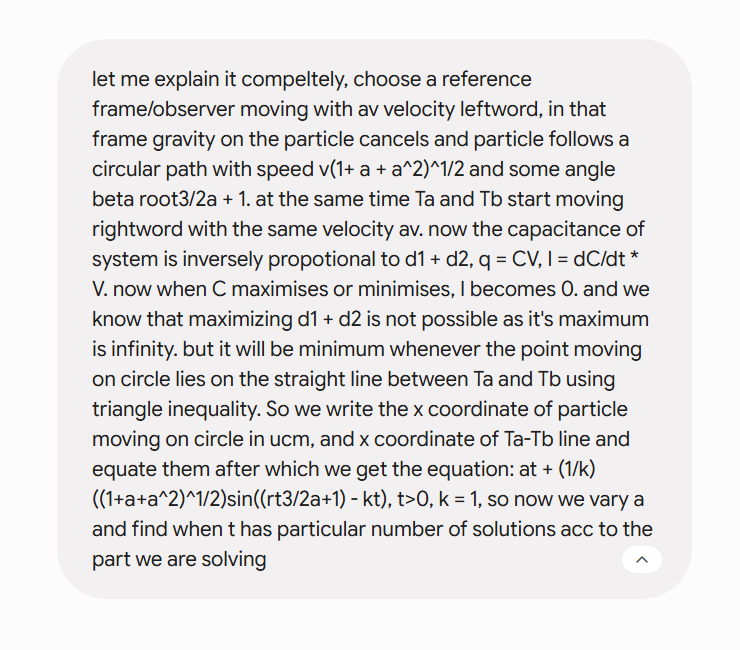 let me explain it compeltely, choose a reference
frame/observer moving with av velocity leftword, in that
frame gravity on the particle cancels and particle follows a
circular path with speed v(1+ a + a^2)^1/2 and some angle
beta root3/2a + 1. at the same time Ta and Tb start moving
rightword with the same velocity av. now the capacitance of
system is inversely propotional to d1 + d2, q = CV, I = dC/dt *
V. now when C maximises or minimises, I becomes 0. and we
know that maximizing d1 + d2 is not possible as it's maximum
is infinity. but it will be minimum whenever the point moving
on circle lies on the straight line between Ta and Tb using
triangle inequality. So we write the x coordinate of particle
moving on circle in ucm, and x coordinate of Ta-Tb line and
equate them after which we get the equation: at + (1/k)
((1+a+a^2)^1/2)sin((rt3/2a+1) - kt), t>0, k = 1, so now we vary a
and find when t has particular number of solutions acc to the
part we are solving